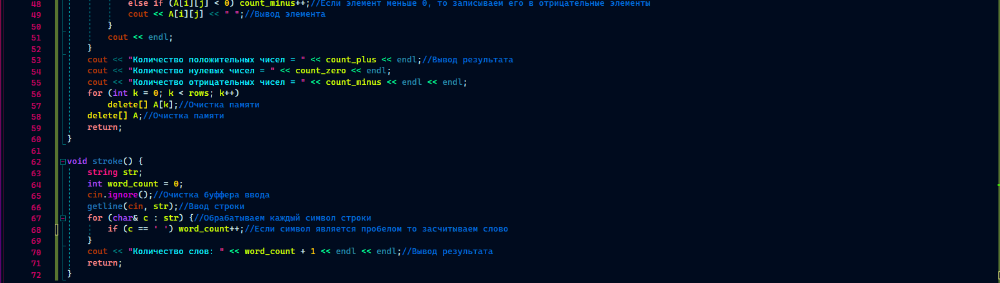 48 else if (A[i][j] < 0) count_minus++;//Если элемент меньше 0, то записываем его в отрицательные элементы
49 cout << A[i][j] << " ";//Вывод элемента
50 }
51 cout << endl;
52 }
53 cout << "Количество положительных чисел = " << count_plus << endl;//Вывод результата
54 cout << "Количество нулевых чисел = " << count_zero << endl;
55 cout << "Количество отрицательных чисел = " << count_minus << endl << endl;
56 for (int k = 0; k < rows; k++)
57 delete[] A[k];//Очистка памяти
58 delete[] A;//Очистка памяти
59 return;
60 }
61
62 void stroke() {
63 string str;
64 int word_count = 0;
65 cin.ignore();//Очистка буффера ввода
66 getline(cin, str);//Ввод строки
67 for (char& c : str) {//Обрабатываем каждый символ строки
68 if (c == ' ') word_count++;//Если символ является пробелом то засчитываем слово
69 }
70 cout << "Количество слов: " << word_count + 1 << endl << endl;//Вывод результата
71 return;
72 }